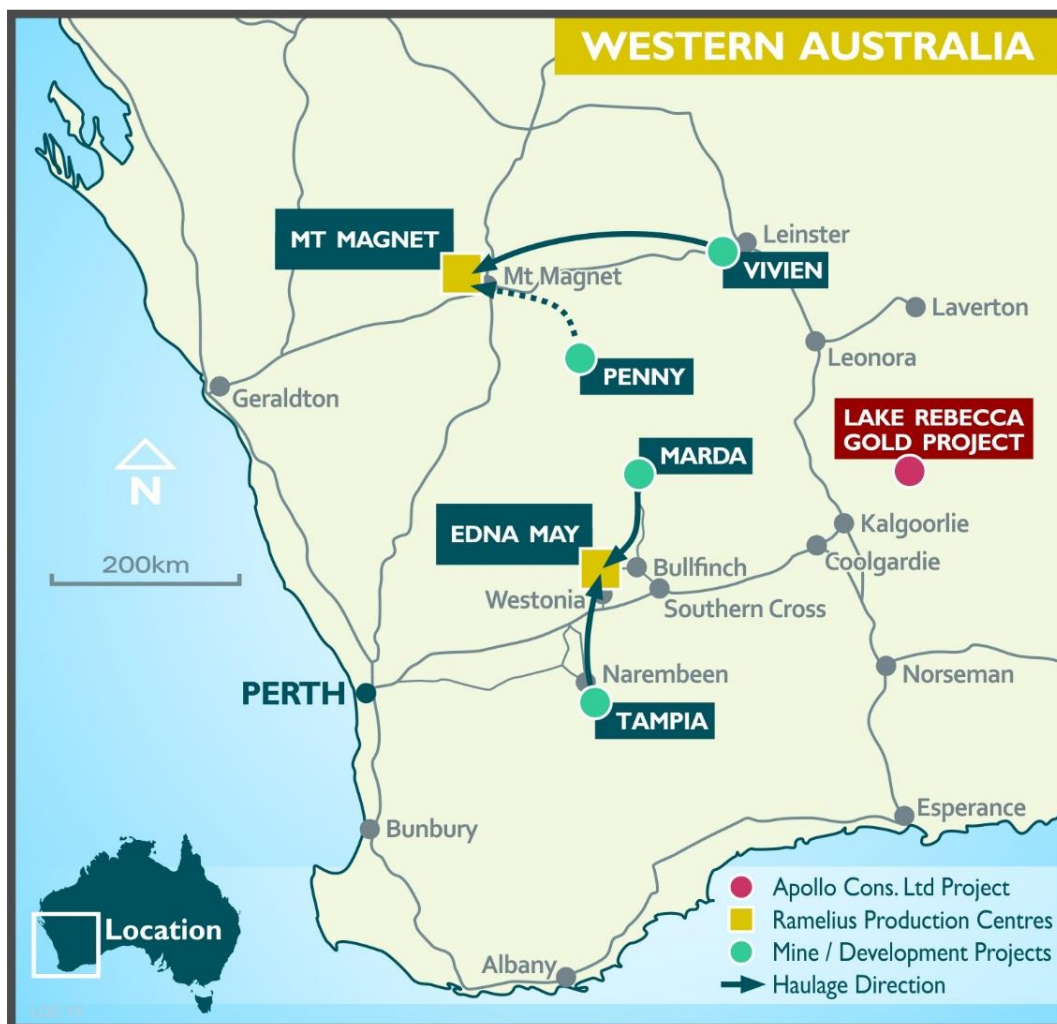 WESTERN AUSTRALIA
MT MAGNET
Mt Magnet
Leinster
VIVIEN
Laverton
Leonora
PENNY
Geraldton
LAKE REBECCA
GOLD PROJECT
N
MARDA
EDNA MAY
Kalgoorlie
Coolgardie
200km
Bullfinch
Westonia
Southern Cross
Narembeen
Norseman
PERTH
TAMPIA
Esperance
Bunbury
Apollo Cons. Ltd Project
Ramelius Production Centres
Location
Mine / Development Projects
Albany
Haulage Direction